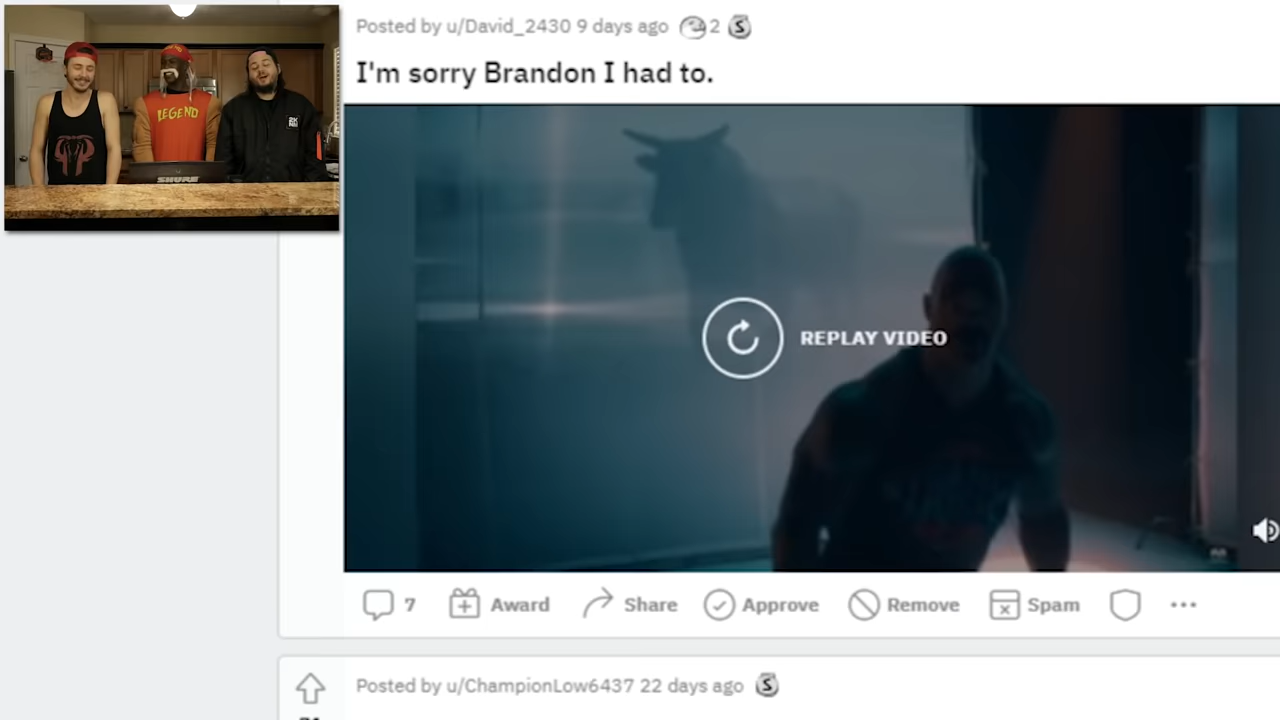 Posted by u/David_2430 9 days ago 2
I'm sorry Brandon I had to.
LEGEND
SHURE
REPLAY VIDEO
7 Award Share Approve Remove Spam
Posted by u/ChampionLow6437 22 days ago